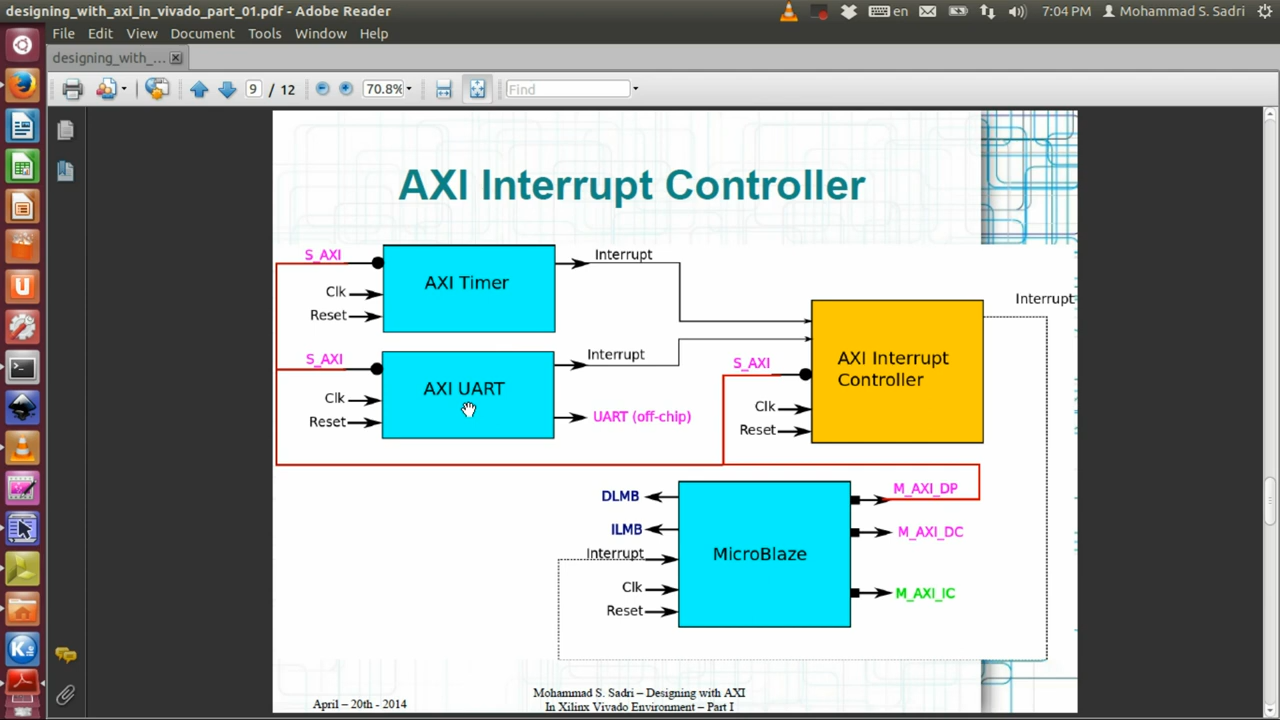 designing_with_axi_in_vivado_part_01.pdf - Adobe Reader
en
7:04 PM
Mohammad S. Sadri
File Edit View Document Tools Window Help
designing_with_...
9 / 12
70.8%
Find
AXI Interrupt Controller
S_AXI
Clk
Reset
AXI Timer
Interrupt
S_AXI
Clk
Reset
AXI UART
Interrupt
UART (off-chip)
S_AXI
Clk
Reset
AXI Interrupt
Controller
Interrupt
DLMB
ILMB
Interrupt
Clk
Reset
MicroBlaze
M_AXI_DP
M_AXI_DC
M_AXI_IC
April – 20th - 2014
Mohammad S. Sadri – Designing with AXI
In Xilinx Vivado Environment – Part I